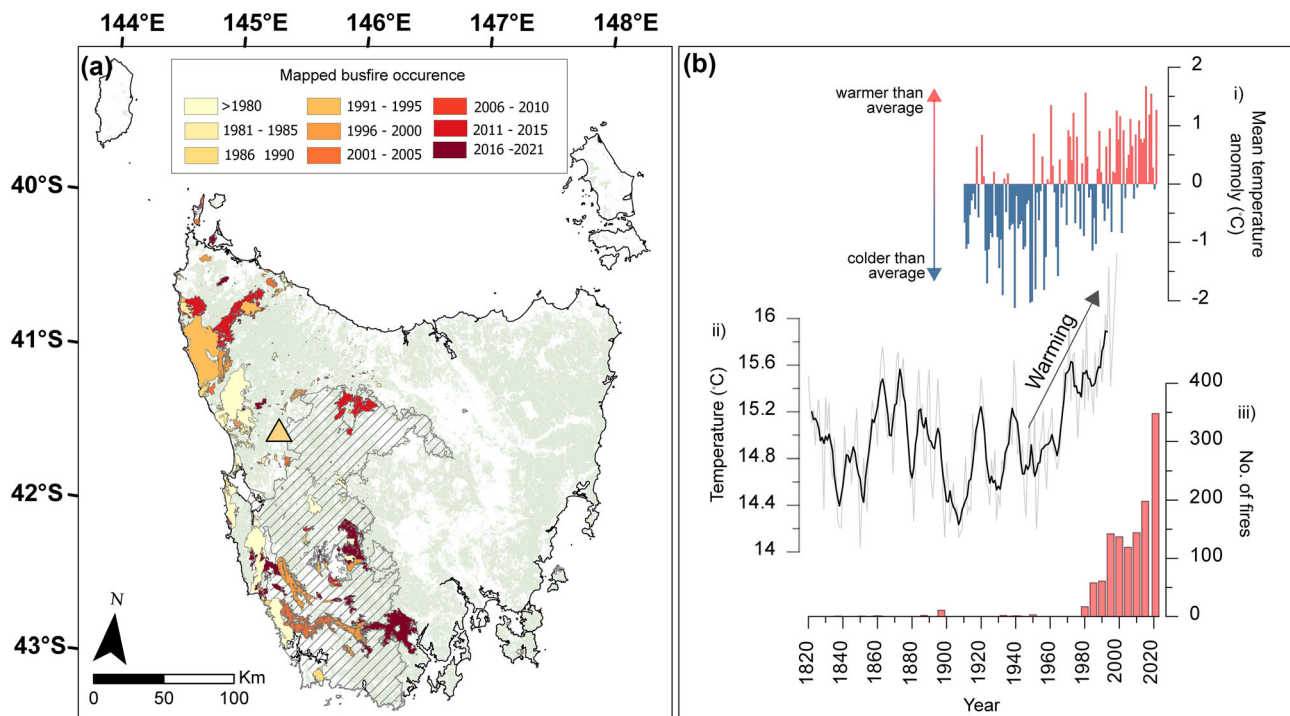 144°E 145°E 146°E 147°E 148°E
(a)
Mapped busfire occurence
>1980
1981 - 1985
1986 1990
1991 - 1995
1996 - 2000
2001 - 2005
2006 - 2010
2011 - 2015
2016 -2021
40°S
41°S
42°S
43°S
N
0 50 100 Km
(b)
warmer than
average
colder than
average
i)
2
1
0
-1
-2
Mean temperature
anomoly (°C)
ii)
16
15.6
15.2
14.8
14.4
14
Temperature (°C)
Warming
iii)
400
300
200
100
0
No. of fires
1820 1840 1860 1880 1900 1920 1940 1960 1980 2000 2020
Year